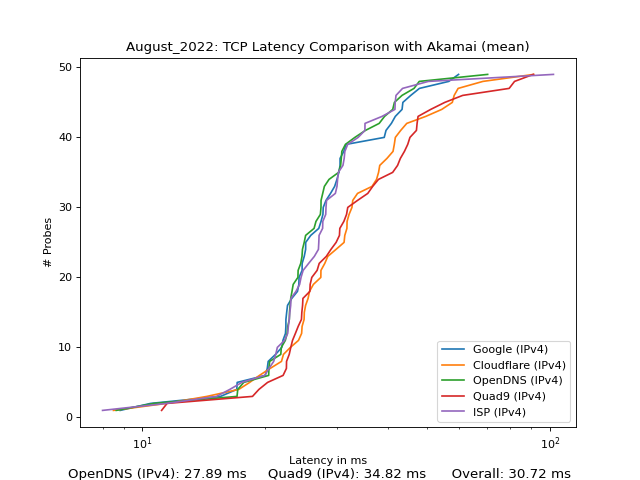 August_2022: TCP Latency Comparison with Akamai (mean)
# Probes
50
40
30
20
10
0
Google (IPv4)
Cloudflare (IPv4)
OpenDNS (IPv4)
Quad9 (IPv4)
ISP (IPv4)
10¹ 10²
Latency in ms
OpenDNS (IPv4): 27.89 ms Quad9 (IPv4): 34.82 ms Overall: 30.72 ms